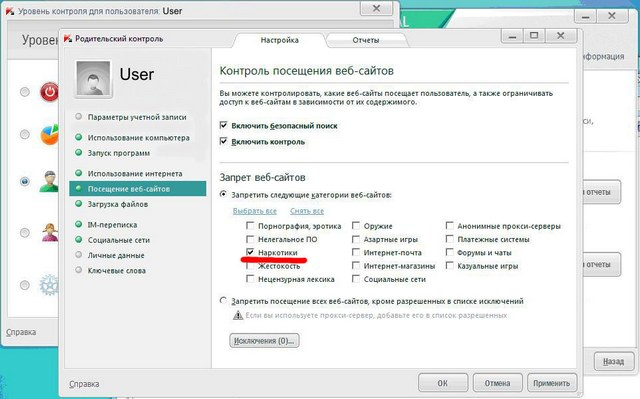 Уровень контроля для пользователя: User
Родительский контроль
Настройка
Отчеты
User
Параметры учетной записи
Использование компьютера
Запуск программ
Использование интернета
Посещение веб-сайтов
Загрузка файлов
IM-переписка
Социальные сети
Личные данные
Ключевые слова
Контроль посещения веб-сайтов
Вы можете контролировать, какие веб-сайты посещает пользователь, а также ограничивать
доступ к веб-сайтам в зависимости от их содержимого.
Включить безопасный поиск
Включить контроль
Запрет веб-сайтов
Запретить следующие категории веб-сайтов:
Выбрать все Снять все
Порнография, эротика Оружие Анонимные прокси-серверы
Нелегальное ПО Азартные игры Платежные системы
Наркотики Интернет-почта Форумы и чаты
Жестокость Интернет-магазины Казуальные игры
Нецензурная лексика Социальные сети
Запретить посещение всех веб-сайтов, кроме разрешенных в списке исключений
Если вы используете прокси-сервер, добавьте его в список разрешенных
Исключения (0)...
Справка
OK Отмена Применить
Справка
Назад